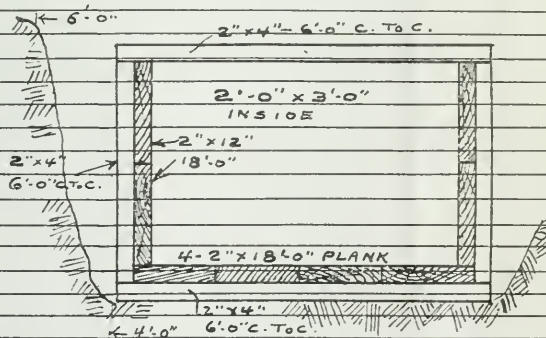 6'-0"
2"x4"-6'-0" C. TO C.
2'-0" x 3'-0"
INSIDE
2"x12"
18'-0"
2"x4"
6'-0" C. TO C.
4-2"x18'-0" PLANK
2"x4"
6'-0" C. TO C.
4'-0"